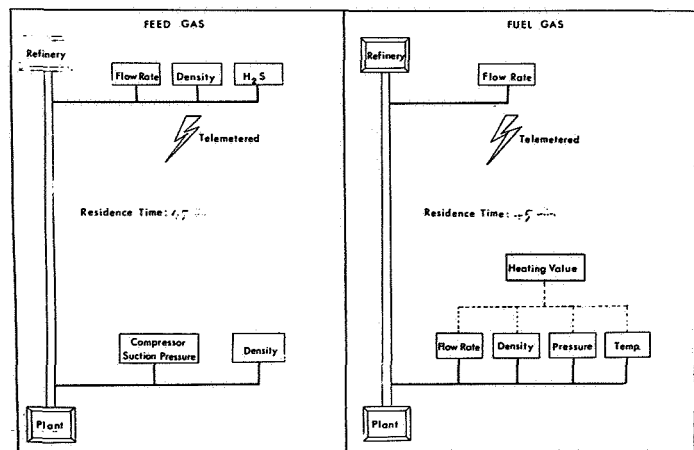 FEED GAS
Refinery
Flow Rate
Density
H₂S
Telemetered
Residence Time:
Compressor
Suction Pressure
Density
Plant
FUEL GAS
Refinery
Flow Rate
Telemetered
Residence Time:
Heating Value
Flow Rate
Density
Pressure
Temp.
Plant